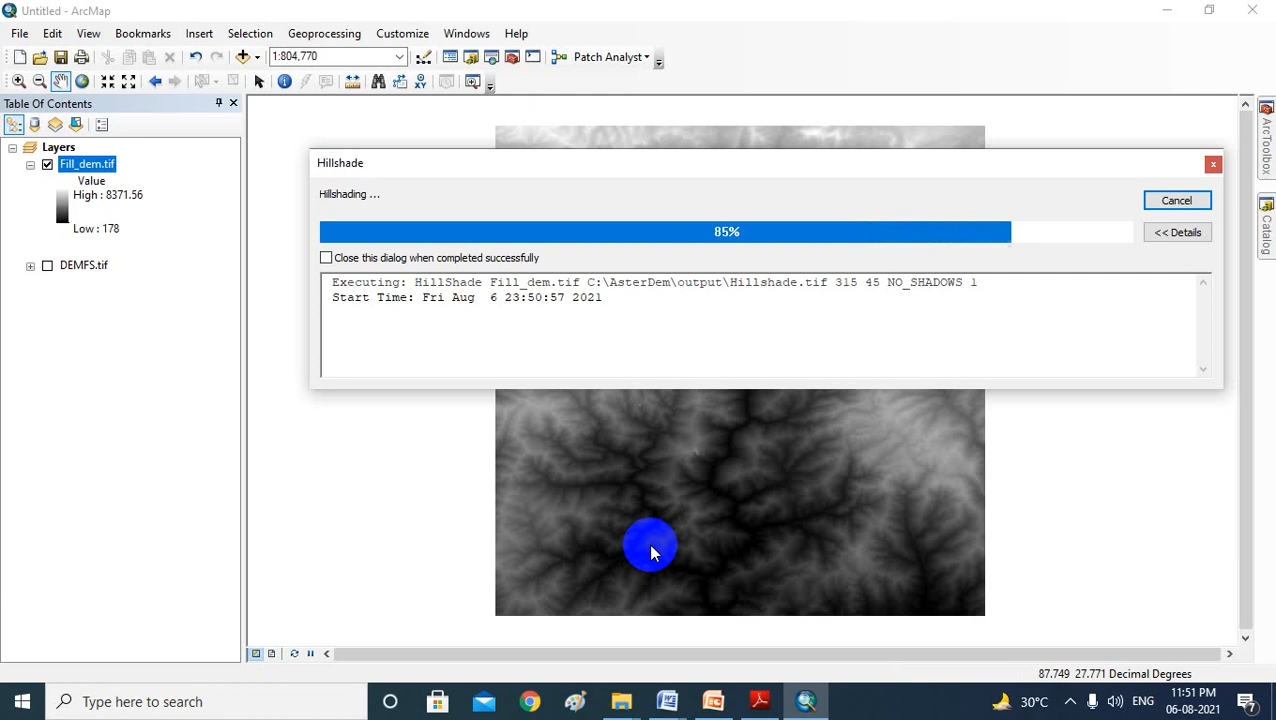 Untitled - ArcMap
File Edit View Bookmarks Insert Selection Geoprocessing Customize Windows Help
1:804,770
Patch Analyst
Table Of Contents
Layers
Fill_dem.tif
Value
High : 8371.56
Low : 178
DEMFS.tif
Hillshade
Hillshading ...
Cancel
85%
<< Details
Close this dialog when completed successfully
Executing: HillShade Fill_dem.tif C:\AsterDem\output\Hillshade.tif 315 45 NO_SHADOWS 1
Start Time: Fri Aug 6 23:50:57 2021
ArcToolbox
Catalog
87.749 27.771 Decimal Degrees
Type here to search
30°C
ENG
11:51 PM
06-08-2021
7